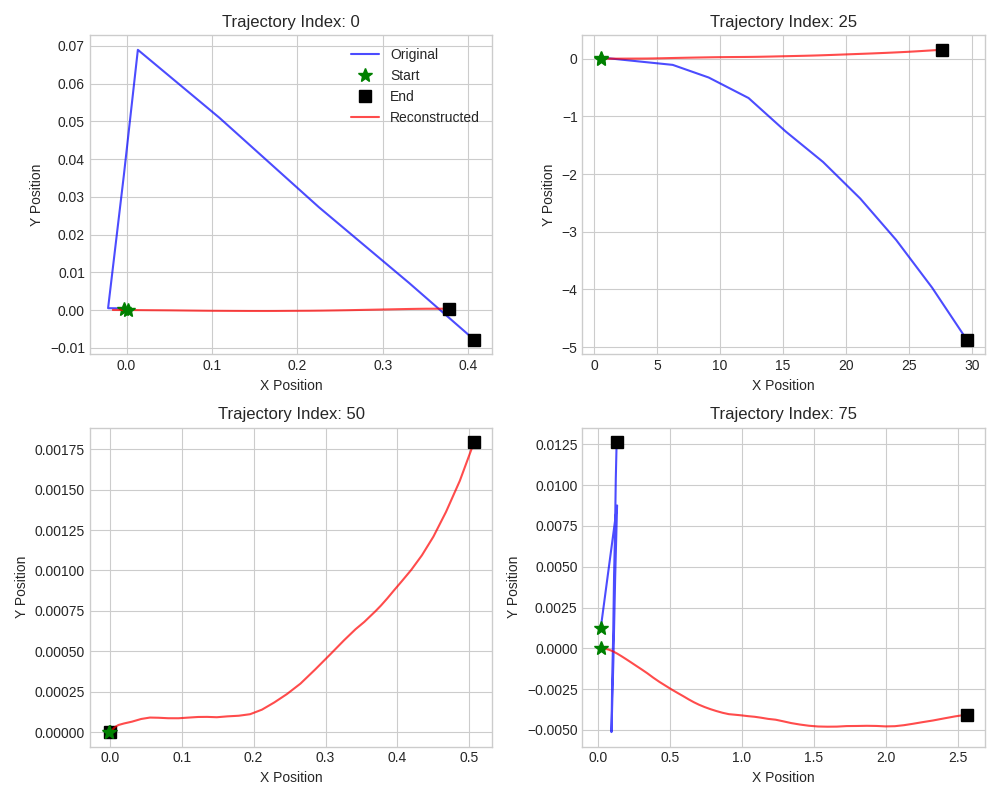 Trajectory Index: 0
Y Position
0.07
0.06
0.05
0.04
0.03
0.02
0.01
0.00
−0.01
Original
Start
End
Reconstructed
0.0 0.1 0.2 0.3 0.4
X Position
Trajectory Index: 25
Y Position
0
−1
−2
−3
−4
−5
0 5 10 15 20 25 30
X Position
Trajectory Index: 50
Y Position
0.00175
0.00150
0.00125
0.00100
0.00075
0.00050
0.00025
0.00000
0.0 0.1 0.2 0.3 0.4 0.5
X Position
Trajectory Index: 75
Y Position
0.0125
0.0100
0.0075
0.0050
0.0025
0.0000
−0.0025
−0.0050
0.0 0.5 1.0 1.5 2.0 2.5
X Position